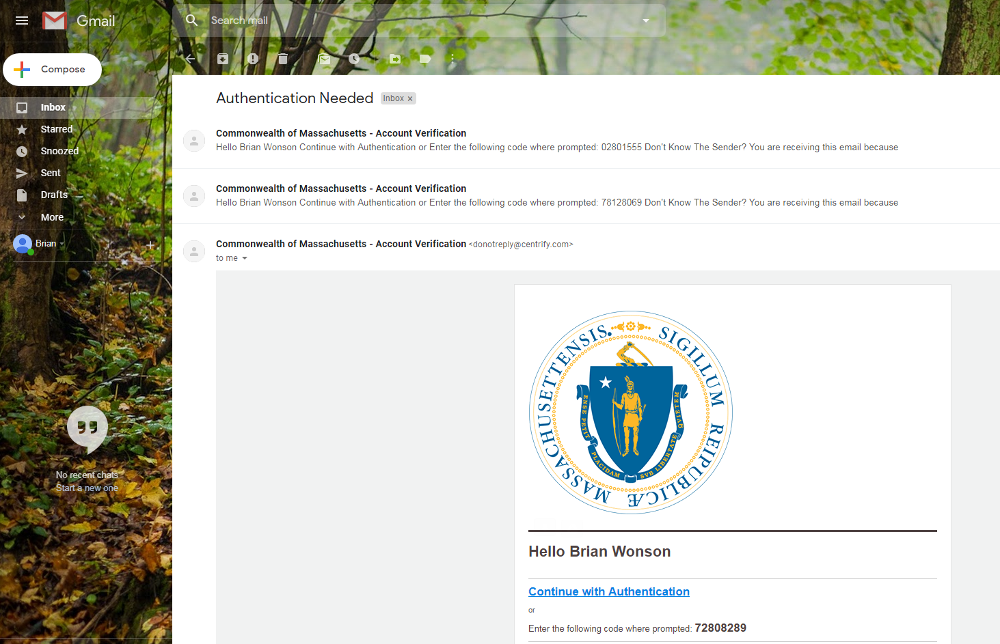 Gmail
Search mail
Compose
Inbox
Starred
Snoozed
Sent
Drafts
More
Brian
No recent chats
Start a new one
Authentication Needed Inbox x
Commonwealth of Massachusetts - Account Verification
Hello Brian Wonson Continue with Authentication or Enter the following code where prompted: 02801555 Don't Know The Sender? You are receiving this email because
Commonwealth of Massachusetts - Account Verification
Hello Brian Wonson Continue with Authentication or Enter the following code where prompted: 78128069 Don't Know The Sender? You are receiving this email because
Commonwealth of Massachusetts - Account Verification <donotreply@centrify.com>
to me
SIGILLUM REIPUBLICÆ MASSACHUSETTENSIS.
ENSE PETIT PLACIDAM SVB LIBERTATE QVIETEM
Hello Brian Wonson
Continue with Authentication
or
Enter the following code where prompted: 72808289